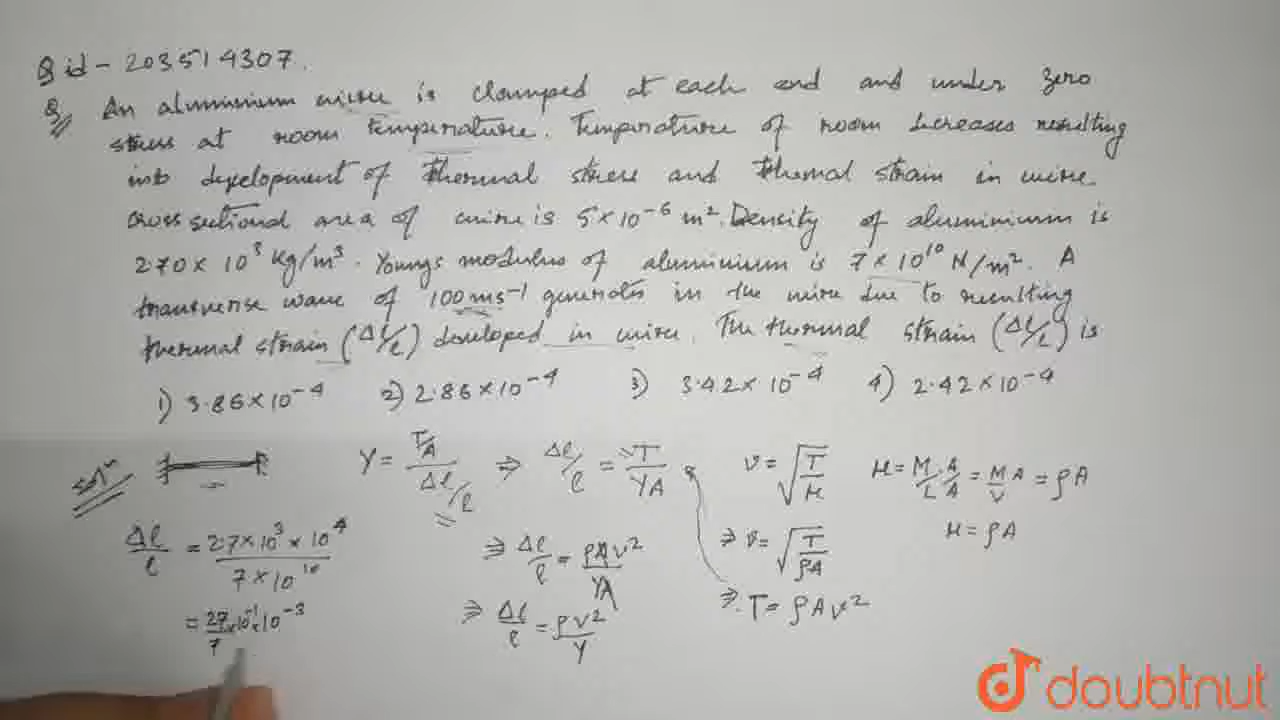 Q id - 203514307.
Q An aluminium wire is clamped at each end and under zero
stress at room temperature. Temperature of room increases resulting
into development of thermal stress and thermal strain in wire.
cross sectional area of wire is 5×10⁻⁶ m². Density of aluminium is
2.70 × 10³ Kg/m³. Youngs modulus of aluminium is 7×10¹⁰ N/m². A
transverse wave of 100 ms⁻¹ generates in the wire due to resulting
thermal strain (Δl/l) developed in wire. The thermal strain (Δl/l) is
1) 3.86×10⁻⁴ 2) 2.86×10⁻⁴ 3) 3.42×10⁻⁴ 4) 2.42×10⁻⁴
Solⁿ Y = T/A / Δl/l ⇒ Δl/l = T/YA v = √(T/μ) μ = M/L · A/A = M/V A = ρA
Δl/l = 2.7×10³×10⁴ / 7×10¹⁰ ⇒ Δl/l = ρAv²/YA ⇒ v = √(T/ρA) μ = ρA
= 27/7 ×10⁻¹×10⁻³ ⇒ Δl/l = ρv²/Y ⇒ T = ρAv²
doubtnut